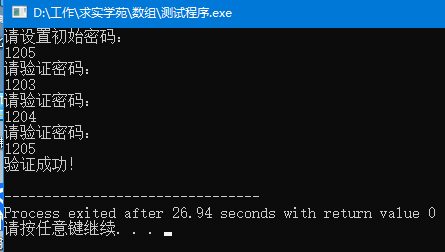 D:\工作\求实学苑\数组\测试程序.exe
请设置初始密码:
1205
请验证密码:
1203
请验证密码:
1204
请验证密码:
1205
验证成功!
--------------------------------
Process exited after 26.94 seconds with return value 0
请按任意键继续. . .